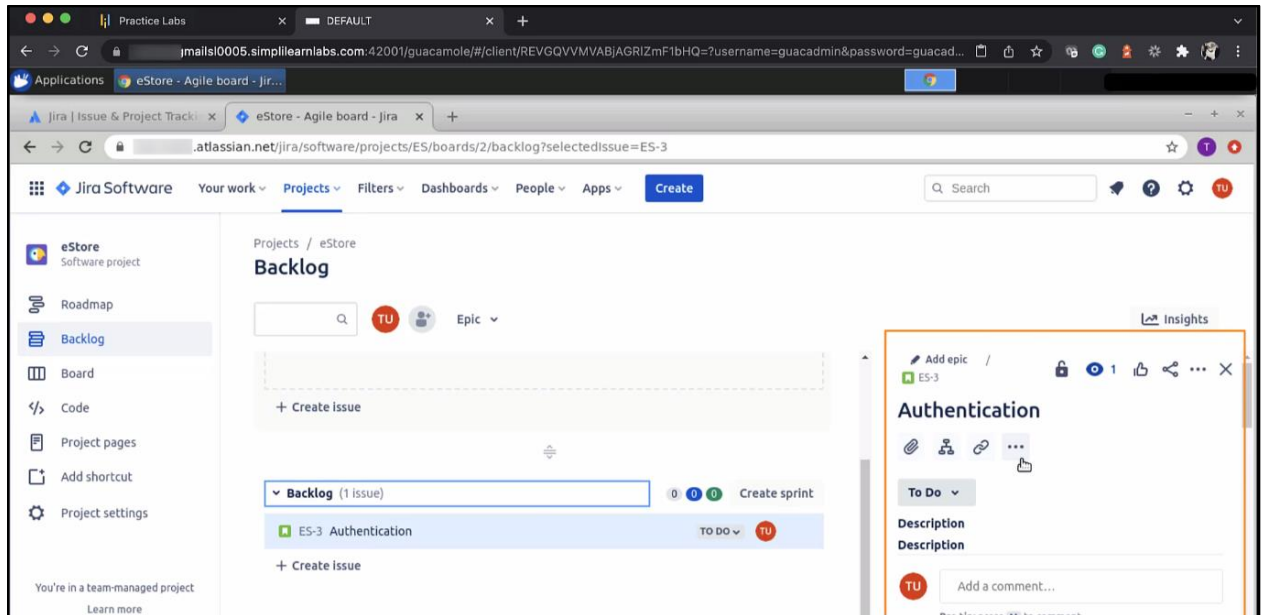 Practice Labs
DEFAULT
jmailsl0005.simplilearnlabs.com:42001/guacamole/#/client/REVGQVVMVABjAGRIZmF1bHQ=?username=guacadmin&password=guacad...
Applications
eStore - Agile board - Jir...
Jira | Issue & Project Tracki
eStore - Agile board - Jira
.atlassian.net/jira/software/projects/ES/boards/2/backlog?selectedIssue=ES-3
T
Jira Software
Your work
Projects
Filters
Dashboards
People
Apps
Create
Search
TU
eStore
Software project
Roadmap
Backlog
Board
Code
Project pages
Add shortcut
Project settings
You're in a team-managed project
Learn more
Projects / eStore
Backlog
TU
Epic
Insights
+ Create issue
Backlog (1 issue)
0 0 0
Create sprint
ES-3 Authentication
TO DO
TU
+ Create issue
Add epic /
ES-3
1
Authentication
To Do
Description
Description
TU
Add a comment...